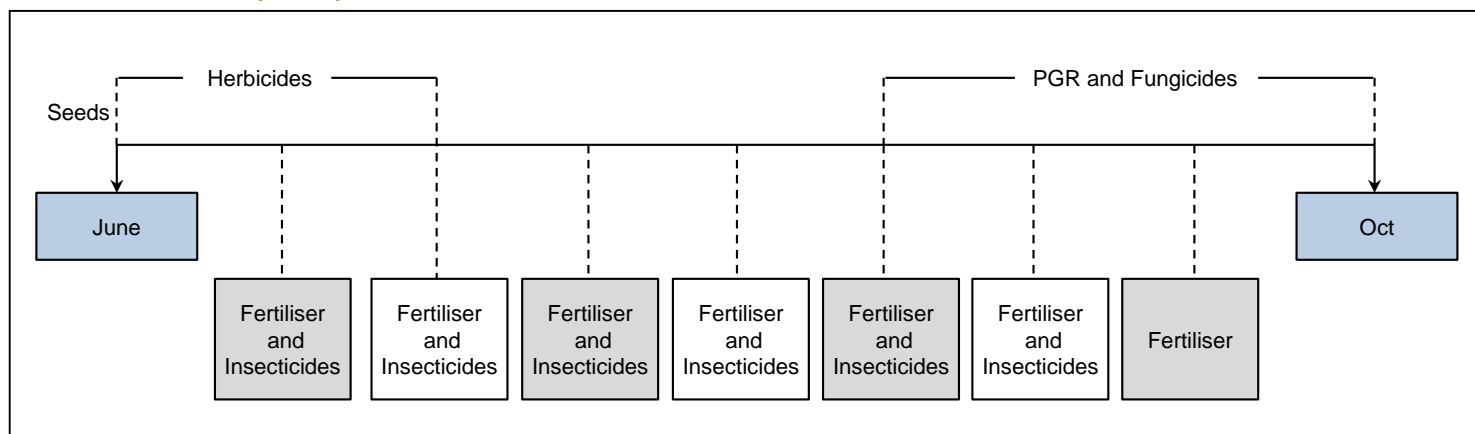 Herbicides
PGR and Fungicides
Seeds
June
Oct
Fertiliser
and
Insecticides
Fertiliser
and
Insecticides
Fertiliser
and
Insecticides
Fertiliser
and
Insecticides
Fertiliser
and
Insecticides
Fertiliser
and
Insecticides
Fertiliser